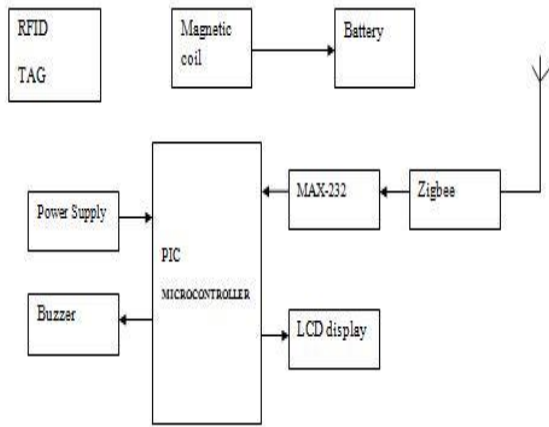 RFID
TAG
Magnetic
coil
Battery
Power Supply
Buzzer
PIC
MICROCONTROLLER
MAX-232
Zigbee
LCD display